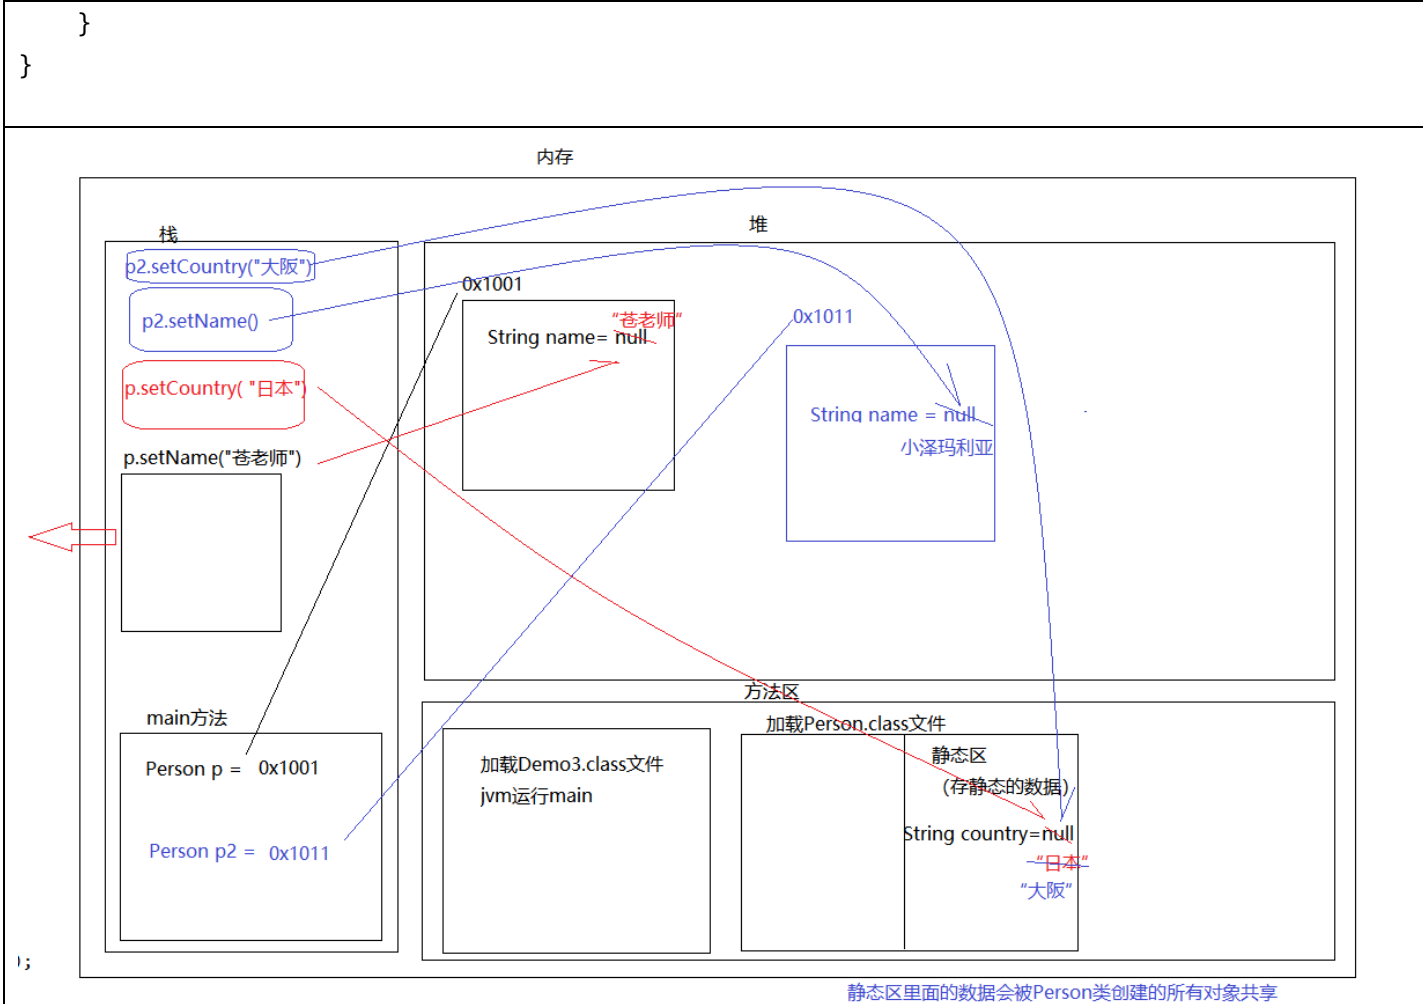 }
}
内存
栈
堆
p2.setCountry("大阪")
p2.setName()
p.setCountry( "日本")
p.setName("苍老师")
0x1001
"苍老师"
String name= null
0x1011
String name = null
小泽玛利亚
main方法
Person p = 0x1001
Person p2 = 0x1011
方法区
加载Demo3.class文件
jvm运行main
加载Person.class文件
静态区
(存静态的数据)
String country=null
"日本"
"大阪"
);
静态区里面的数据会被Person类创建的所有对象共享